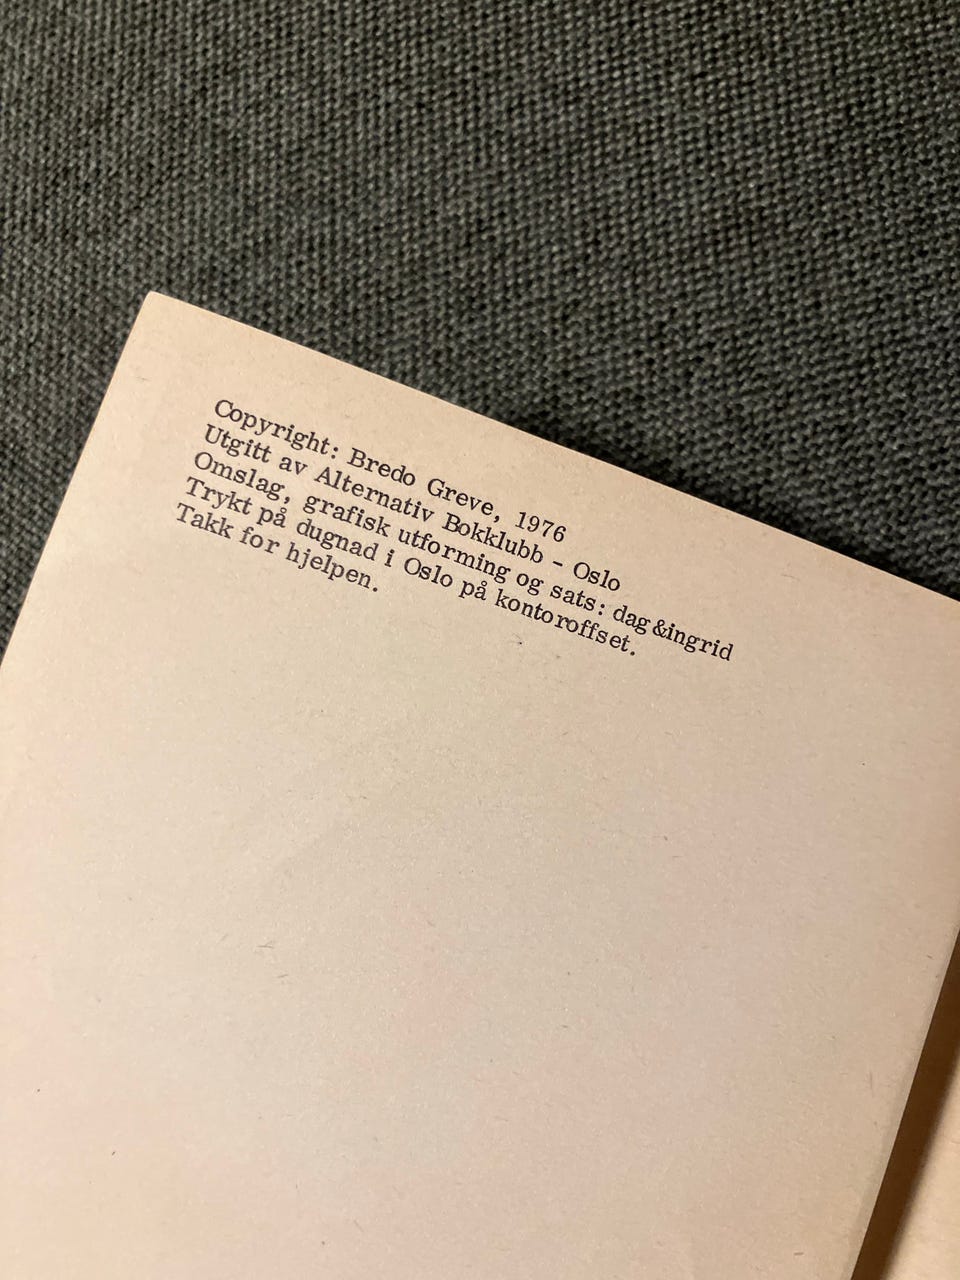 Copyright: Bredo Greve, 1976
Utgitt av Alternativ Bokklubb - Oslo
Omslag, grafisk utforming og sats: dag&ingrid
Trykt på dugnad i Oslo på kontoroffset.
Takk for hjelpen.